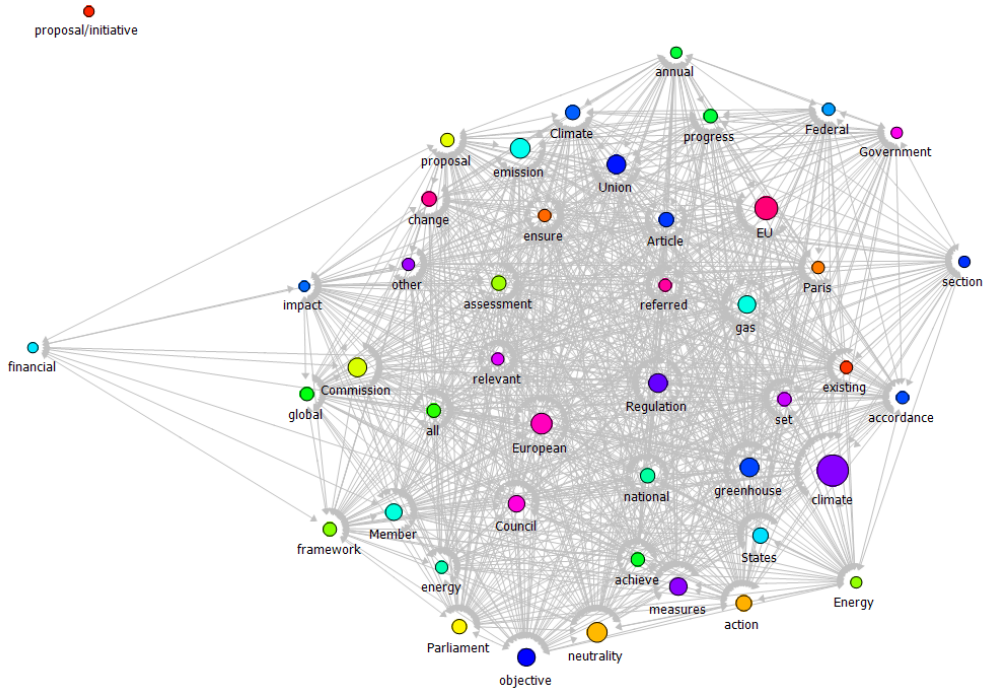 proposal/initiative
annual
Climate
progress
Federal
Government
proposal
emission
Union
change
ensure
Article
EU
other
Paris
section
impact
assessment
referred
gas
financial
Commission
relevant
Regulation
existing
global
all
European
set
accordance
national
greenhouse
climate
framework
Member
Council
States
energy
achieve
measures
action
Energy
Parliament
neutrality
objective